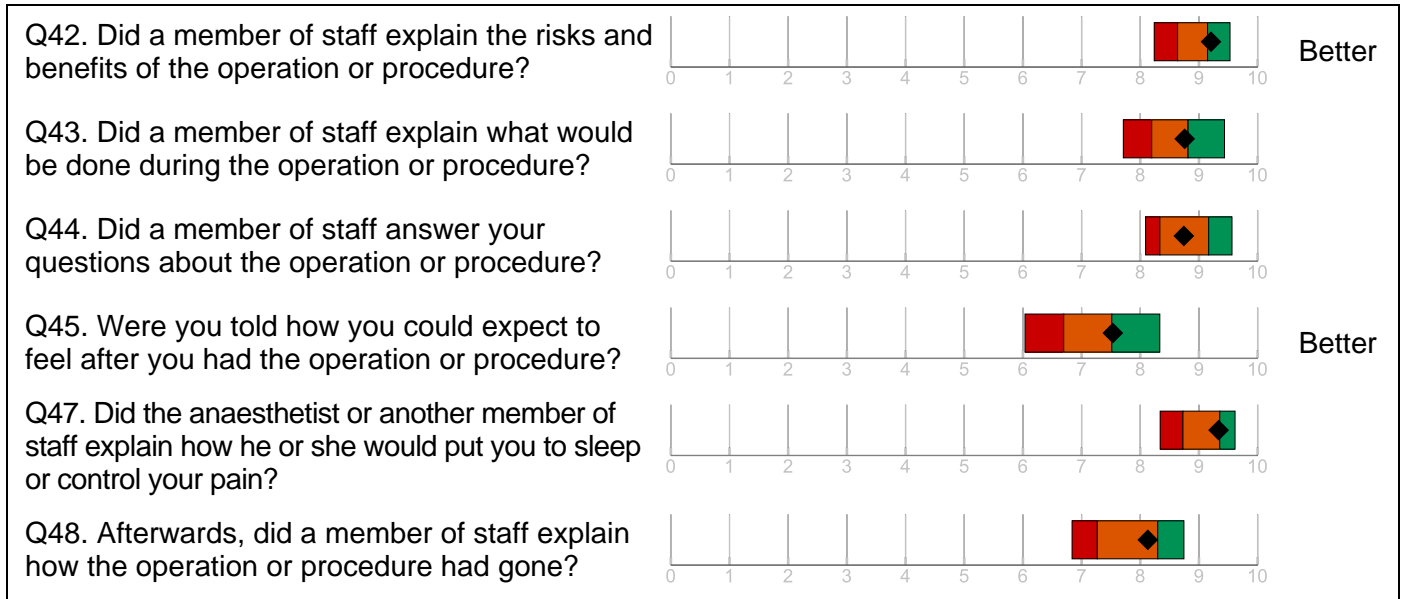 Q42. Did a member of staff explain the risks and
benefits of the operation or procedure?
Better
0 1 2 3 4 5 6 7 8 9 10
Q43. Did a member of staff explain what would
be done during the operation or procedure?
0 1 2 3 4 5 6 7 8 9 10
Q44. Did a member of staff answer your
questions about the operation or procedure?
0 1 2 3 4 5 6 7 8 9 10
Q45. Were you told how you could expect to
feel after you had the operation or procedure?
Better
0 1 2 3 4 5 6 7 8 9 10
Q47. Did the anaesthetist or another member of
staff explain how he or she would put you to sleep
or control your pain?
0 1 2 3 4 5 6 7 8 9 10
Q48. Afterwards, did a member of staff explain
how the operation or procedure had gone?
0 1 2 3 4 5 6 7 8 9 10